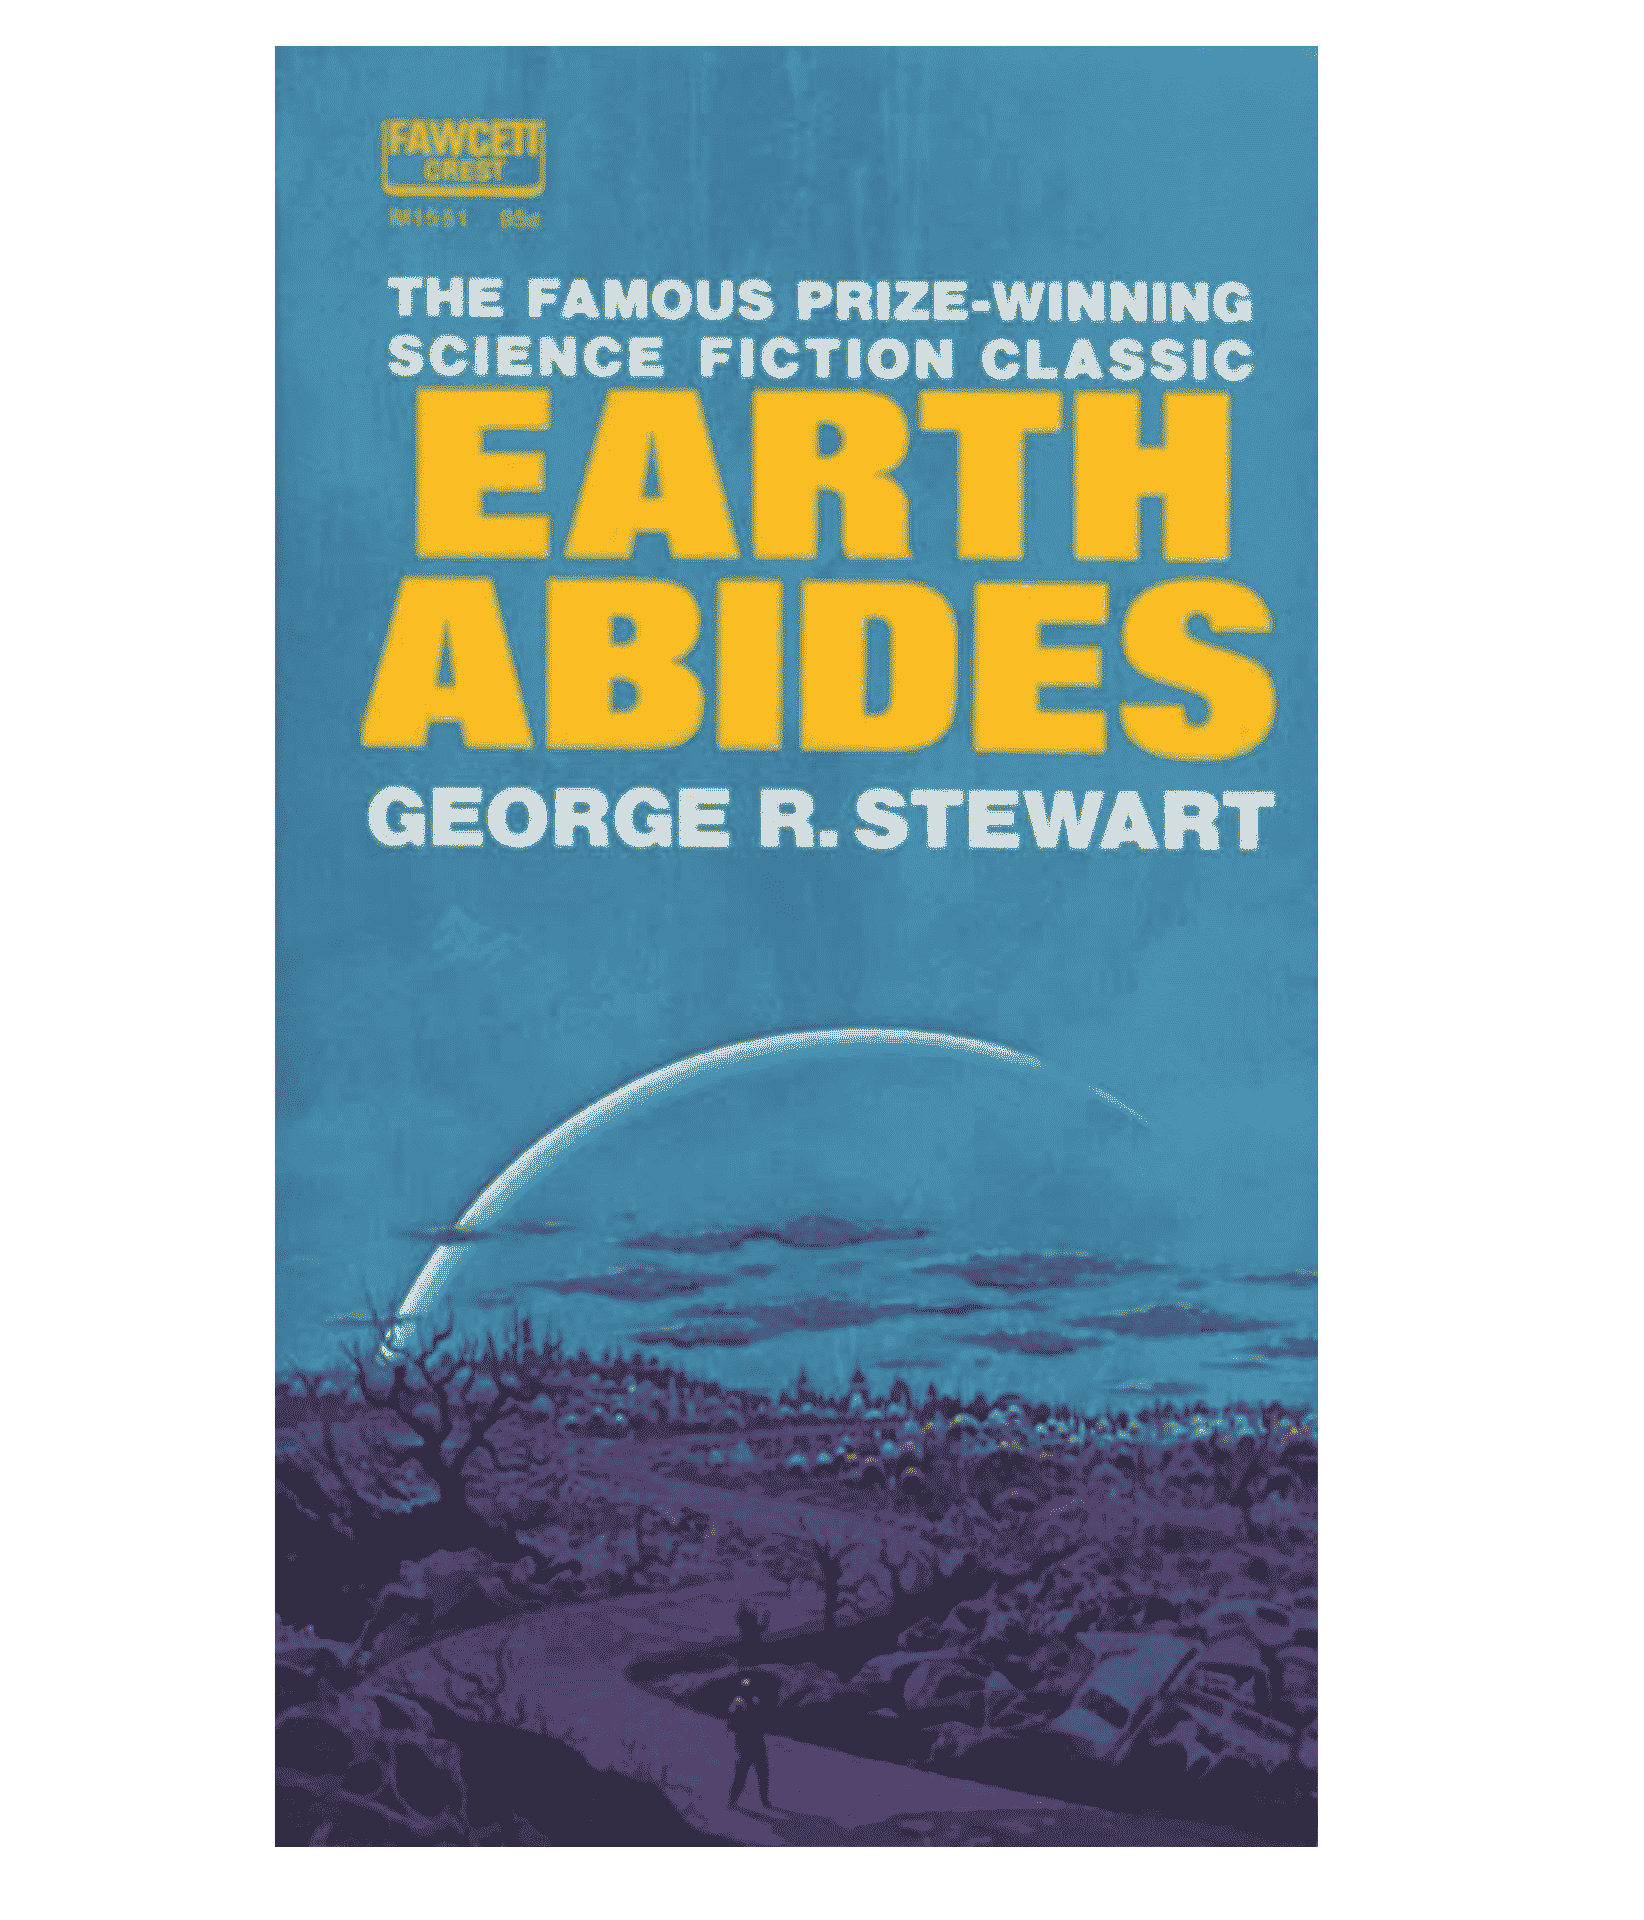 FAWCETT
CREST
THE FAMOUS PRIZE-WINNING
SCIENCE FICTION CLASSIC
EARTH
ABIDES
GEORGE R. STEWART